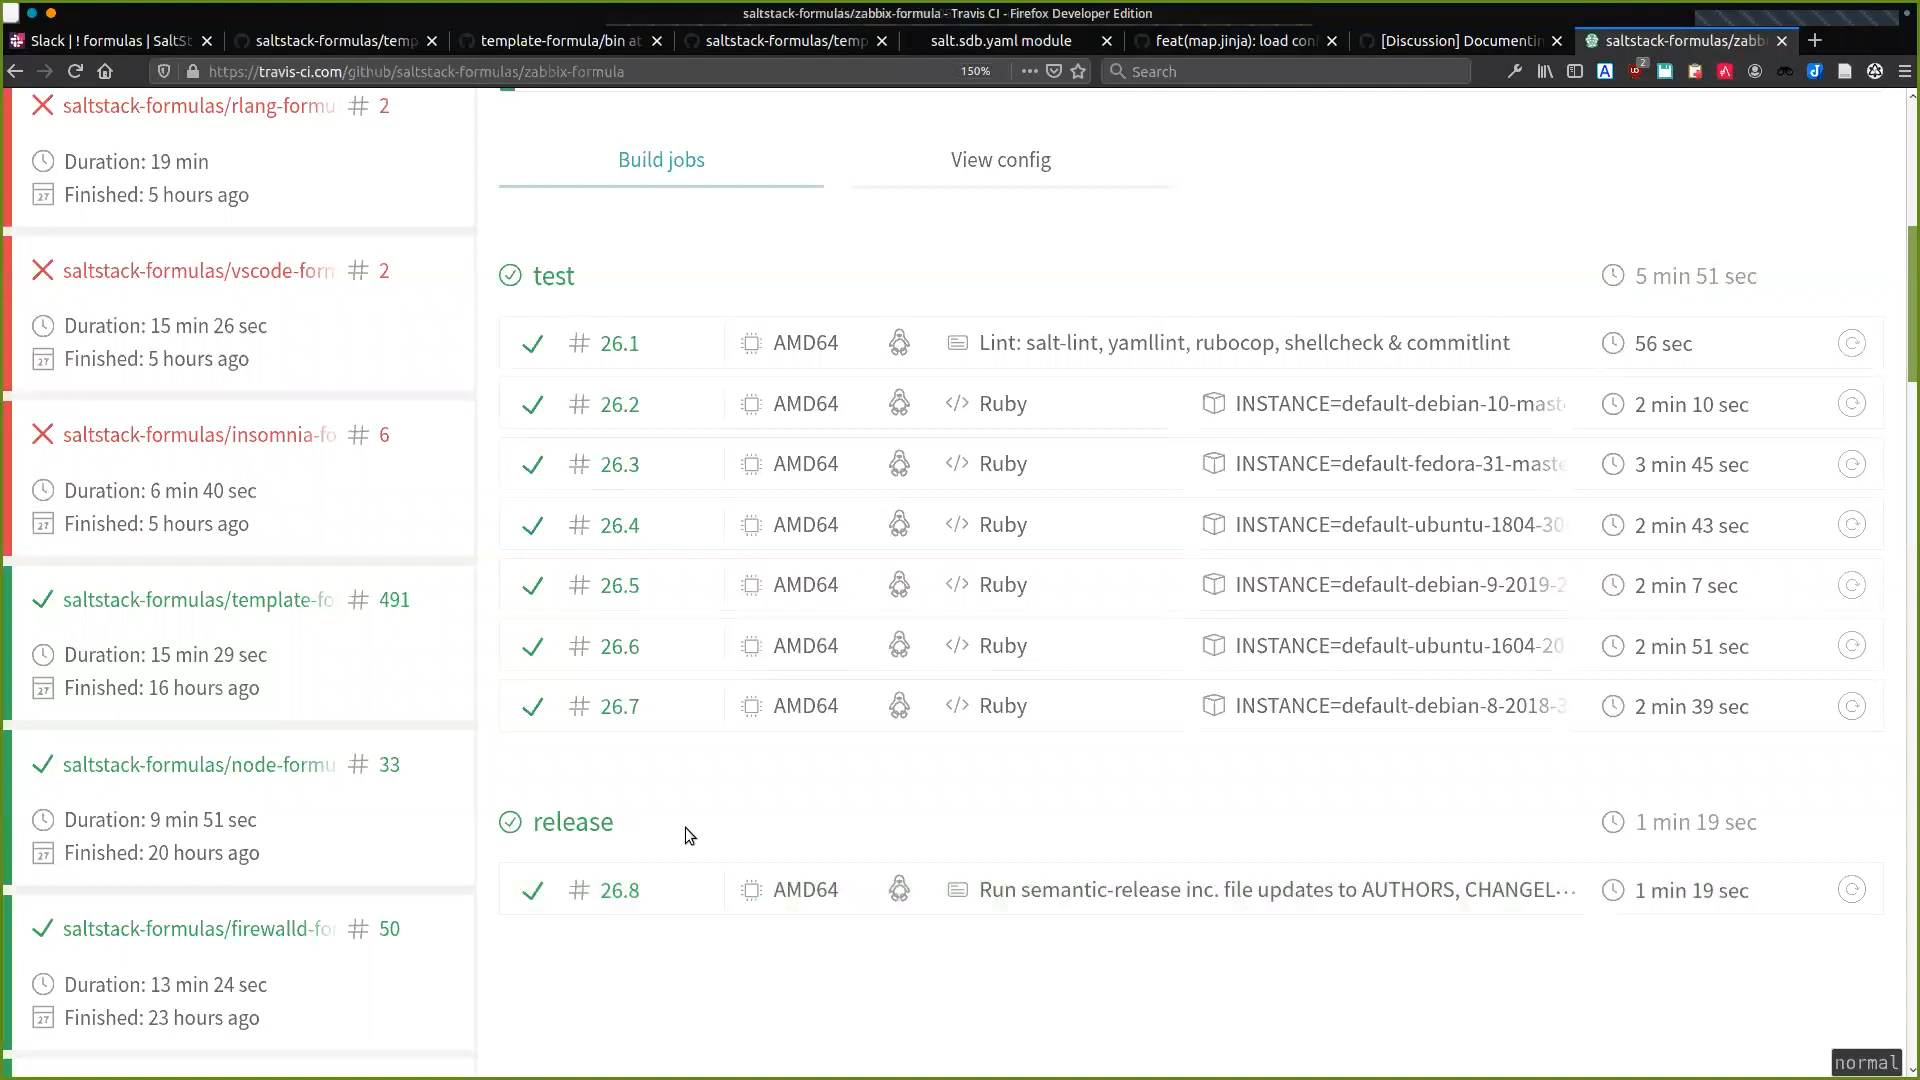 saltstack-formulas/zabbix-formula - Travis CI - Firefox Developer Edition
Slack | ! formulas | SaltSt
saltstack-formulas/temp
template-formula/bin at
saltstack-formulas/temp
salt.sdb.yaml module
feat(map.jinja): load con
[Discussion] Documentin
saltstack-formulas/zabb
https://travis-ci.com/github/saltstack-formulas/zabbix-formula
150%
Search
2
saltstack-formulas/rlang-formu # 2
Duration: 19 min
27 Finished: 5 hours ago
saltstack-formulas/vscode-form # 2
Duration: 15 min 26 sec
27 Finished: 5 hours ago
saltstack-formulas/insomnia-fo # 6
Duration: 6 min 40 sec
27 Finished: 5 hours ago
saltstack-formulas/template-fo # 491
Duration: 15 min 29 sec
27 Finished: 16 hours ago
saltstack-formulas/node-formu # 33
Duration: 9 min 51 sec
27 Finished: 20 hours ago
saltstack-formulas/firewalld-fo # 50
Duration: 13 min 24 sec
27 Finished: 23 hours ago
Build jobs
View config
test 5 min 51 sec
# 26.1 AMD64 Lint: salt-lint, yamllint, rubocop, shellcheck & commitlint 56 sec
# 26.2 AMD64 </> Ruby INSTANCE=default-debian-10-mast 2 min 10 sec
# 26.3 AMD64 </> Ruby INSTANCE=default-fedora-31-maste 3 min 45 sec
# 26.4 AMD64 </> Ruby INSTANCE=default-ubuntu-1804-30 2 min 43 sec
# 26.5 AMD64 </> Ruby INSTANCE=default-debian-9-2019-2 2 min 7 sec
# 26.6 AMD64 </> Ruby INSTANCE=default-ubuntu-1604-20 2 min 51 sec
# 26.7 AMD64 </> Ruby INSTANCE=default-debian-8-2018-3 2 min 39 sec
release 1 min 19 sec
# 26.8 AMD64 Run semantic-release inc. file updates to AUTHORS, CHANGEL... 1 min 19 sec
normal